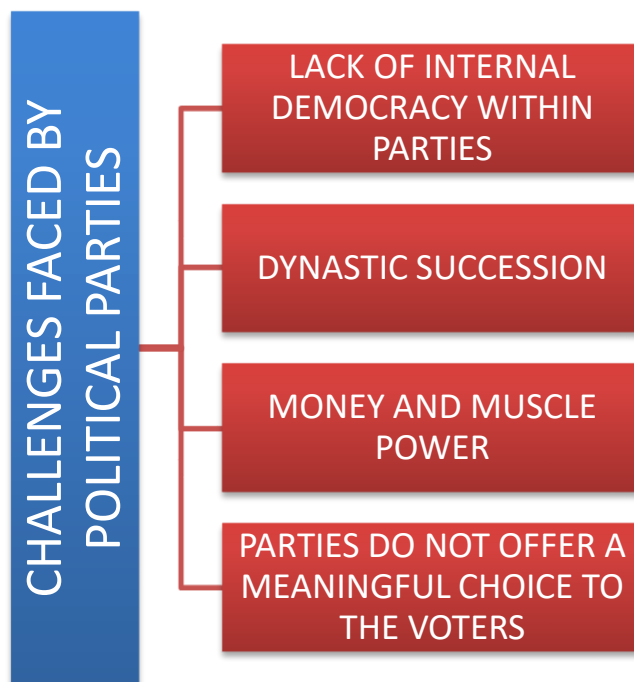 CHALLENGES FACED BY
POLITICAL PARTIES
LACK OF INTERNAL
DEMOCRACY WITHIN
PARTIES
DYNASTIC SUCCESSION
MONEY AND MUSCLE
POWER
PARTIES DO NOT OFFER A
MEANINGFUL CHOICE TO
THE VOTERS